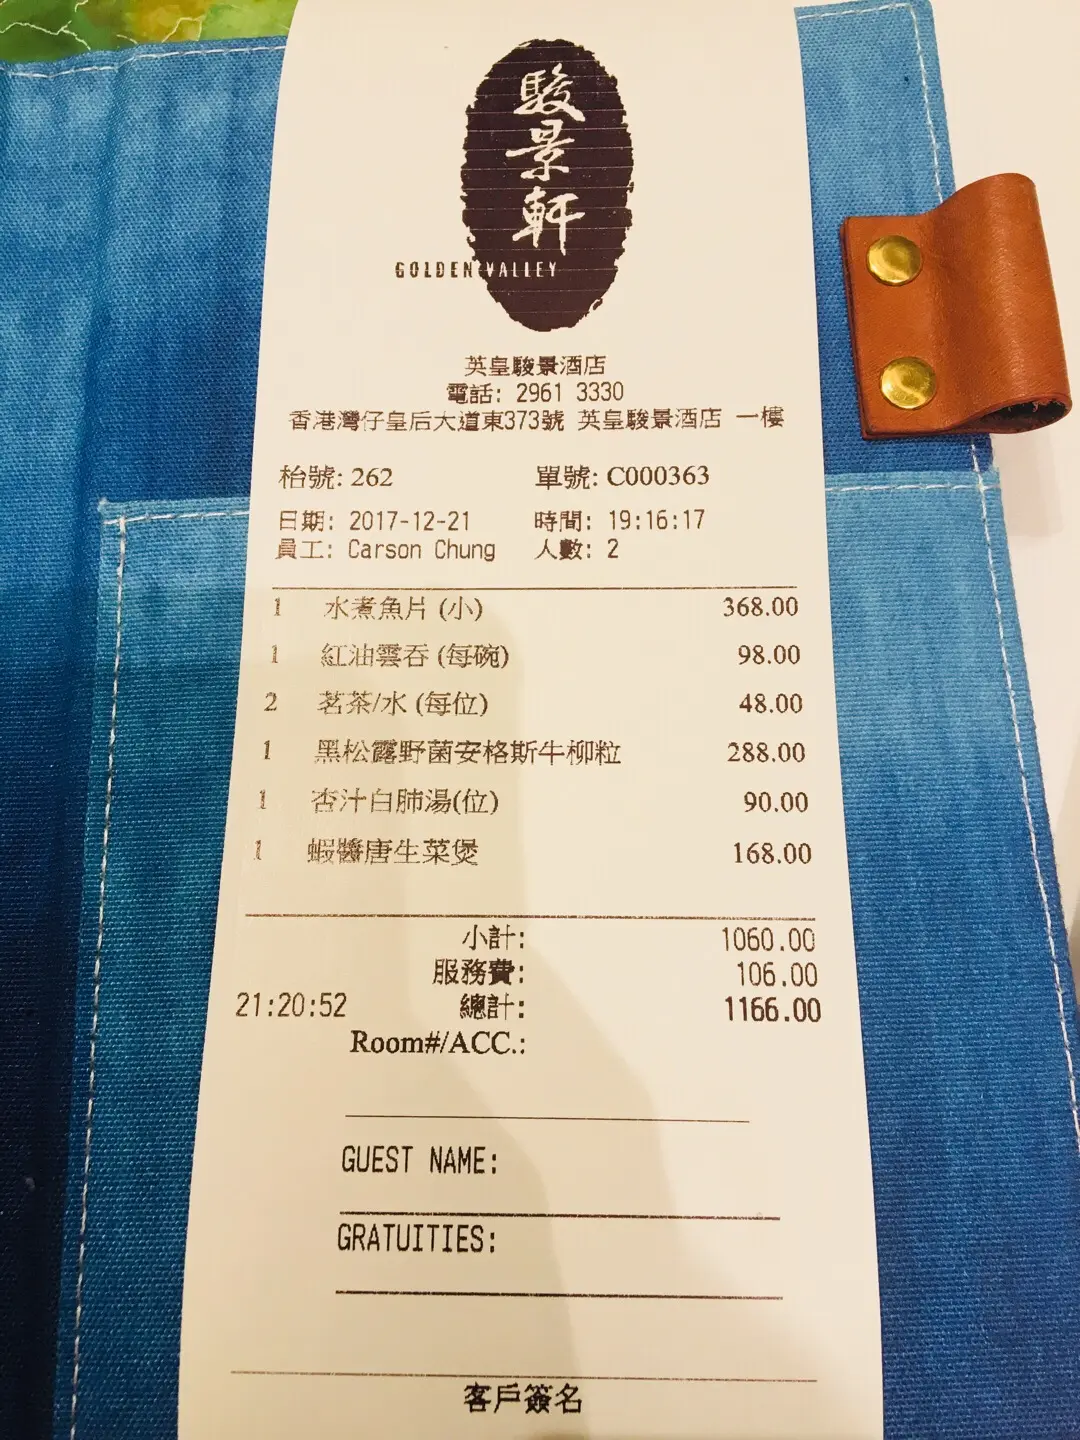 駿景軒
GOLDEN VALLEY
英皇駿景酒店
電話: 2961 3330
香港灣仔皇后大道東373號 英皇駿景酒店 一樓
枱號: 262 單號: C000363
日期: 2017-12-21 時間: 19:16:17
員工: Carson Chung 人數: 2
1 水煮魚片 (小) 368.00
1 紅油雲吞 (每碗) 98.00
2 茗茶/水 (每位) 48.00
1 黑松露野菌安格斯牛柳粒 288.00
1 杏汁白肺湯(位) 90.00
1 蝦醬唐生菜煲 168.00
小計: 1060.00
服務費: 106.00
21:20:52 總計: 1166.00
Room#/ACC.:
GUEST NAME:
GRATUITIES:
客戶簽名